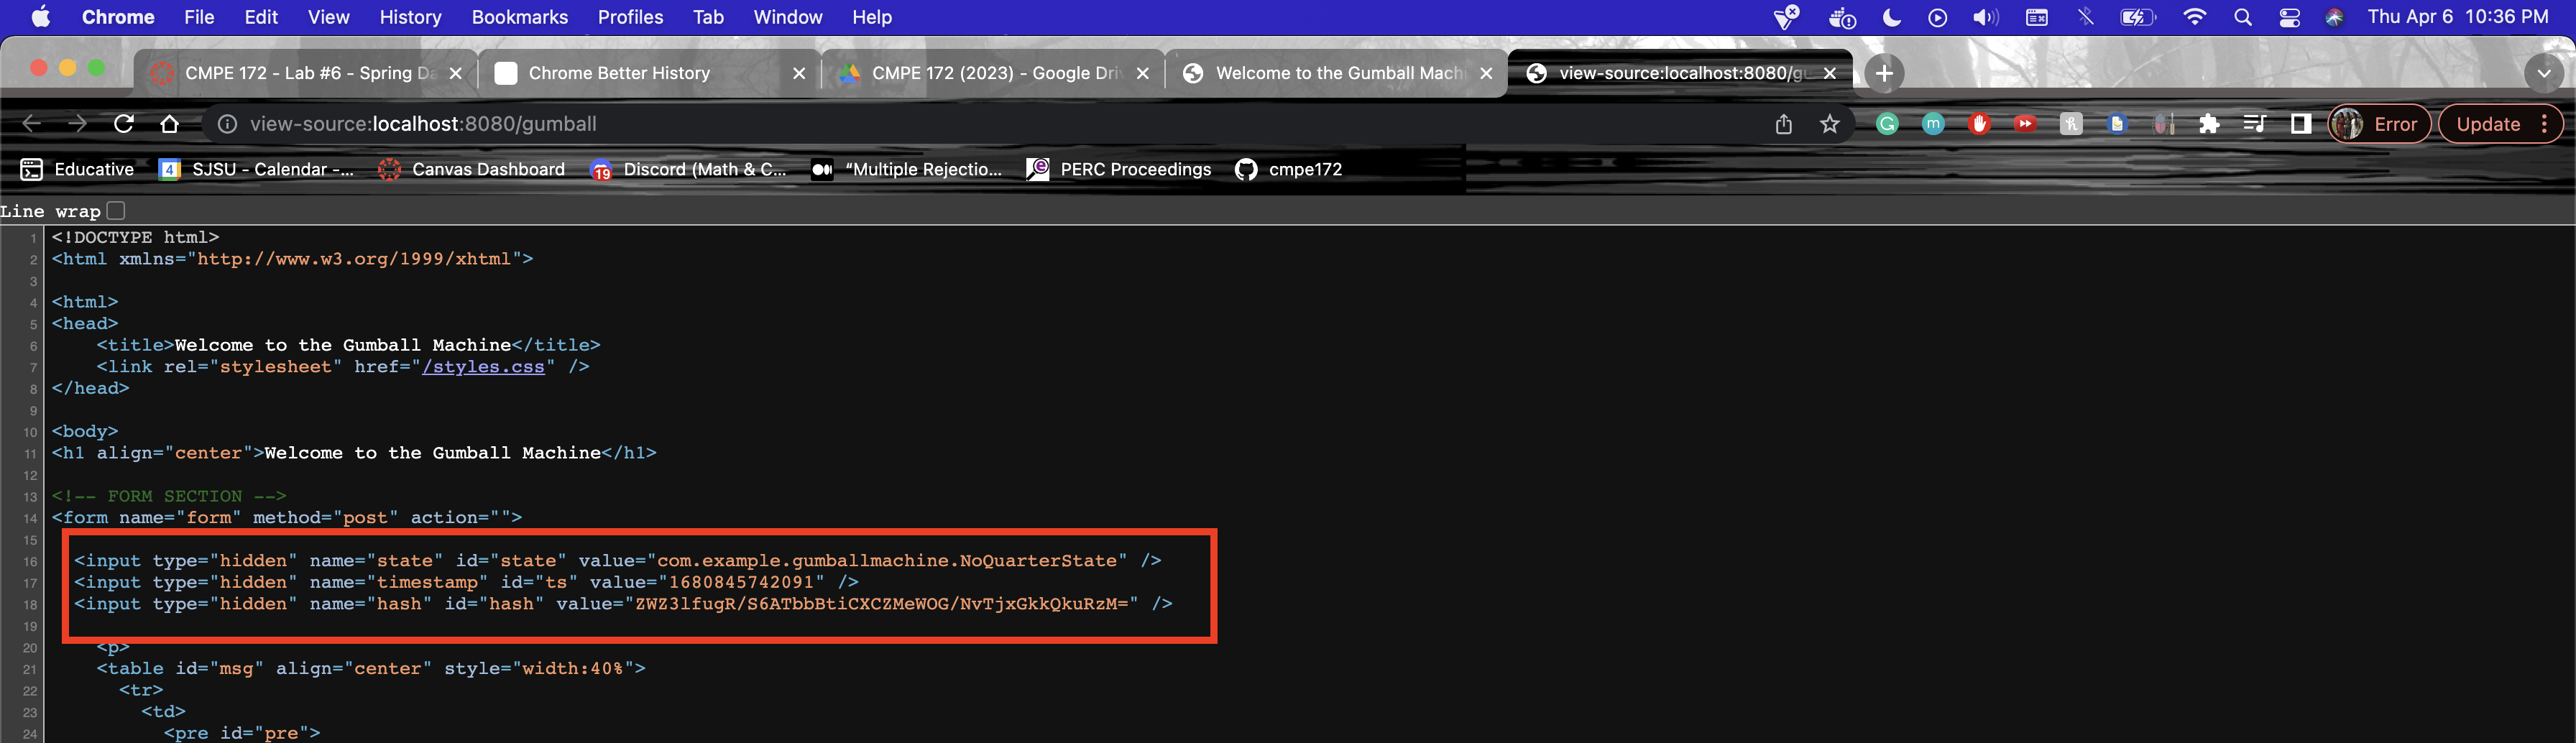 Chrome File Edit View History Bookmarks Profiles Tab Window Help Thu Apr 6 10:36 PM
CMPE 172 - Lab #6 - Spring Da Chrome Better History CMPE 172 (2023) - Google Driv Welcome to the Gumball Mach view-source:localhost:8080/gu
view-source:localhost:8080/gumball Error Update
Educative 4 SJSU - Calendar -... Canvas Dashboard 19 Discord (Math & C... “Multiple Rejectio... PERC Proceedings cmpe172
Line wrap
1 <!DOCTYPE html>
2 <html xmlns="http://www.w3.org/1999/xhtml">
3
4 <html>
5 <head>
6 <title>Welcome to the Gumball Machine</title>
7 <link rel="stylesheet" href="/styles.css" />
8 </head>
9
10 <body>
11 <h1 align="center">Welcome to the Gumball Machine</h1>
12
13 <!-- FORM SECTION -->
14 <form name="form" method="post" action="">
15
16 <input type="hidden" name="state" id="state" value="com.example.gumballmachine.NoQuarterState" />
17 <input type="hidden" name="timestamp" id="ts" value="1680845742091" />
18 <input type="hidden" name="hash" id="hash" value="ZWZ3lfugR/S6ATbbBtiCXCZMeWOG/NvTjxGkkQkuRzM=" />
19
20 <p>
21 <table id="msg" align="center" style="width:40%">
22 <tr>
23 <td>
24 <pre id="pre">